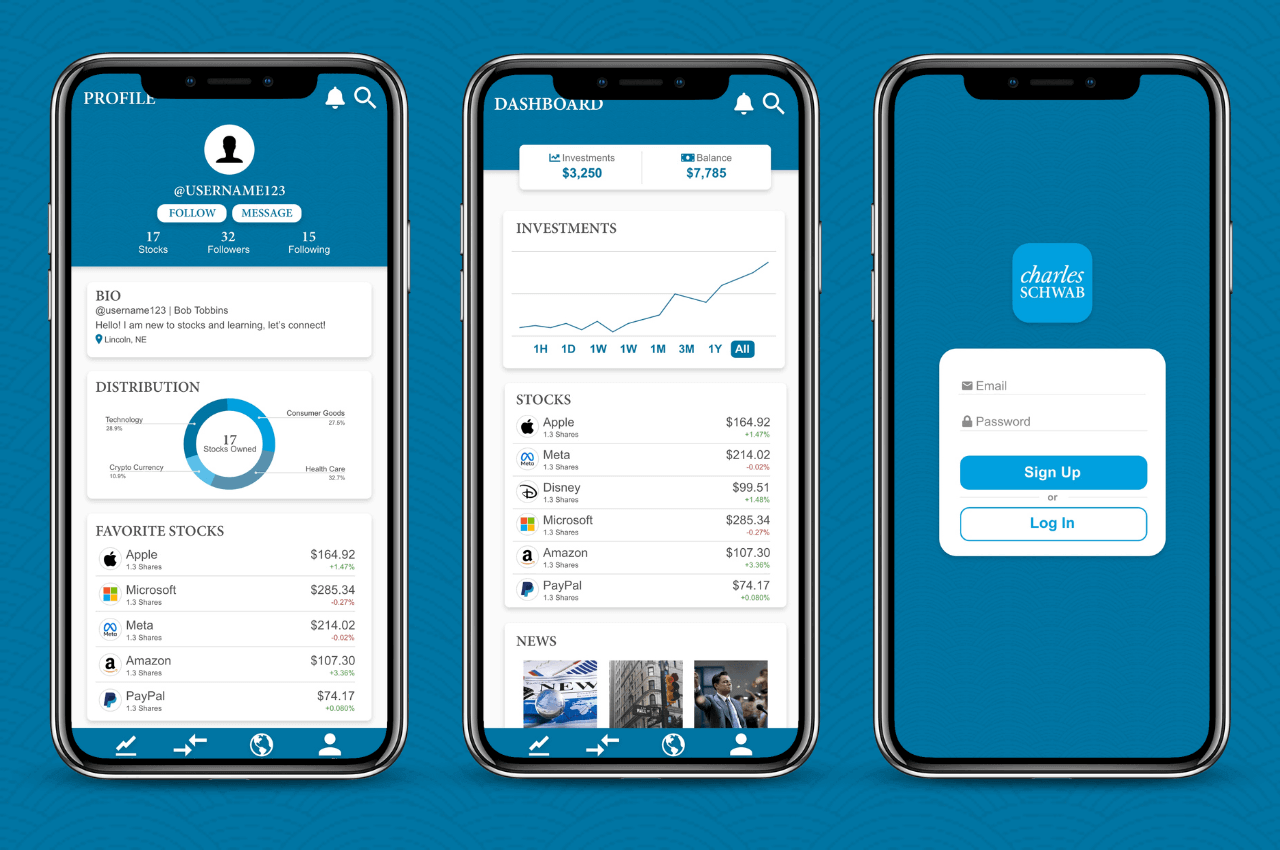 PROFILE
@USERNAME123
FOLLOW MESSAGE
17 32 15
Stocks Followers Following
BIO
@username123 | Bob Tobbins
Hello! I am new to stocks and learning, let's connect!
Lincoln, NE
DISTRIBUTION
Technology
28.9%
Consumer Goods
27.5%
17
Stocks Owned
Crypto Currency
10.9%
Health Care
32.7%
FAVORITE STOCKS
Apple $164.92
1.3 Shares +1.47%
Microsoft $285.34
1.3 Shares -0.27%
Meta
Meta $214.02
1.3 Shares -0.02%
a
Amazon $107.30
1.3 Shares +3.36%
PayPal $74.17
1.3 Shares +0.080%
DASHBOARD
Investments Balance
$3,250 $7,785
INVESTMENTS
1H 1D 1W 1W 1M 3M 1Y All
STOCKS
Apple $164.92
1.3 Shares +1.47%
Meta
Meta $214.02
1.3 Shares -0.02%
Disney $99.51
1.3 Shares +1.48%
Microsoft $285.34
1.3 Shares -0.27%
a
Amazon $107.30
1.3 Shares +3.36%
PayPal $74.17
1.3 Shares +0.080%
NEWS
NEW
charles
SCHWAB
Email
Password
Sign Up
or
Log In